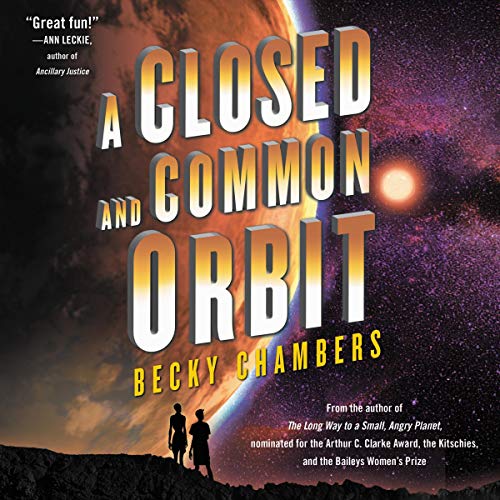 “Great fun!”
—ANN LECKIE,
author of
Ancillary Justice
A CLOSED
AND COMMON
ORBIT
BECKY CHAMBERS
From the author of
The Long Way to a Small, Angry Planet,
nominated for the Arthur C. Clarke Award, the Kitschies,
and the Baileys Women’s Prize